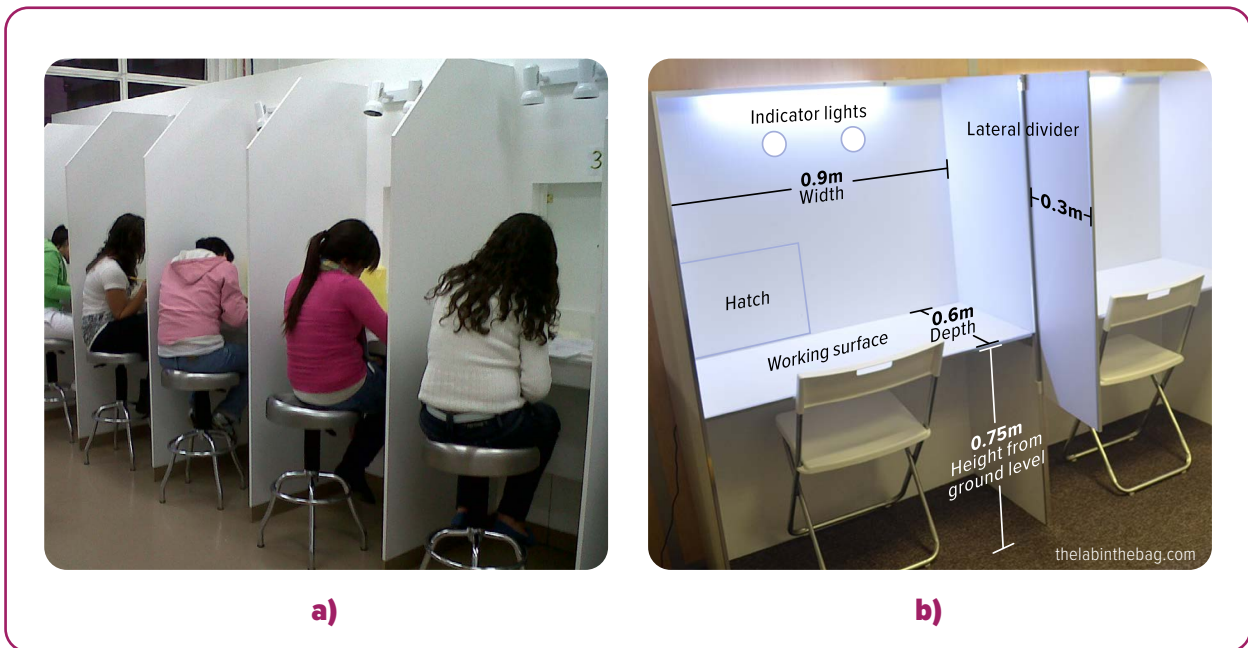 3
Indicator lights
Lateral divider
0.9m
Width
0.3m
Hatch
0.6m
Depth
Working surface
0.75m
Height from
ground level
thelabinthebag.com
a)
b)